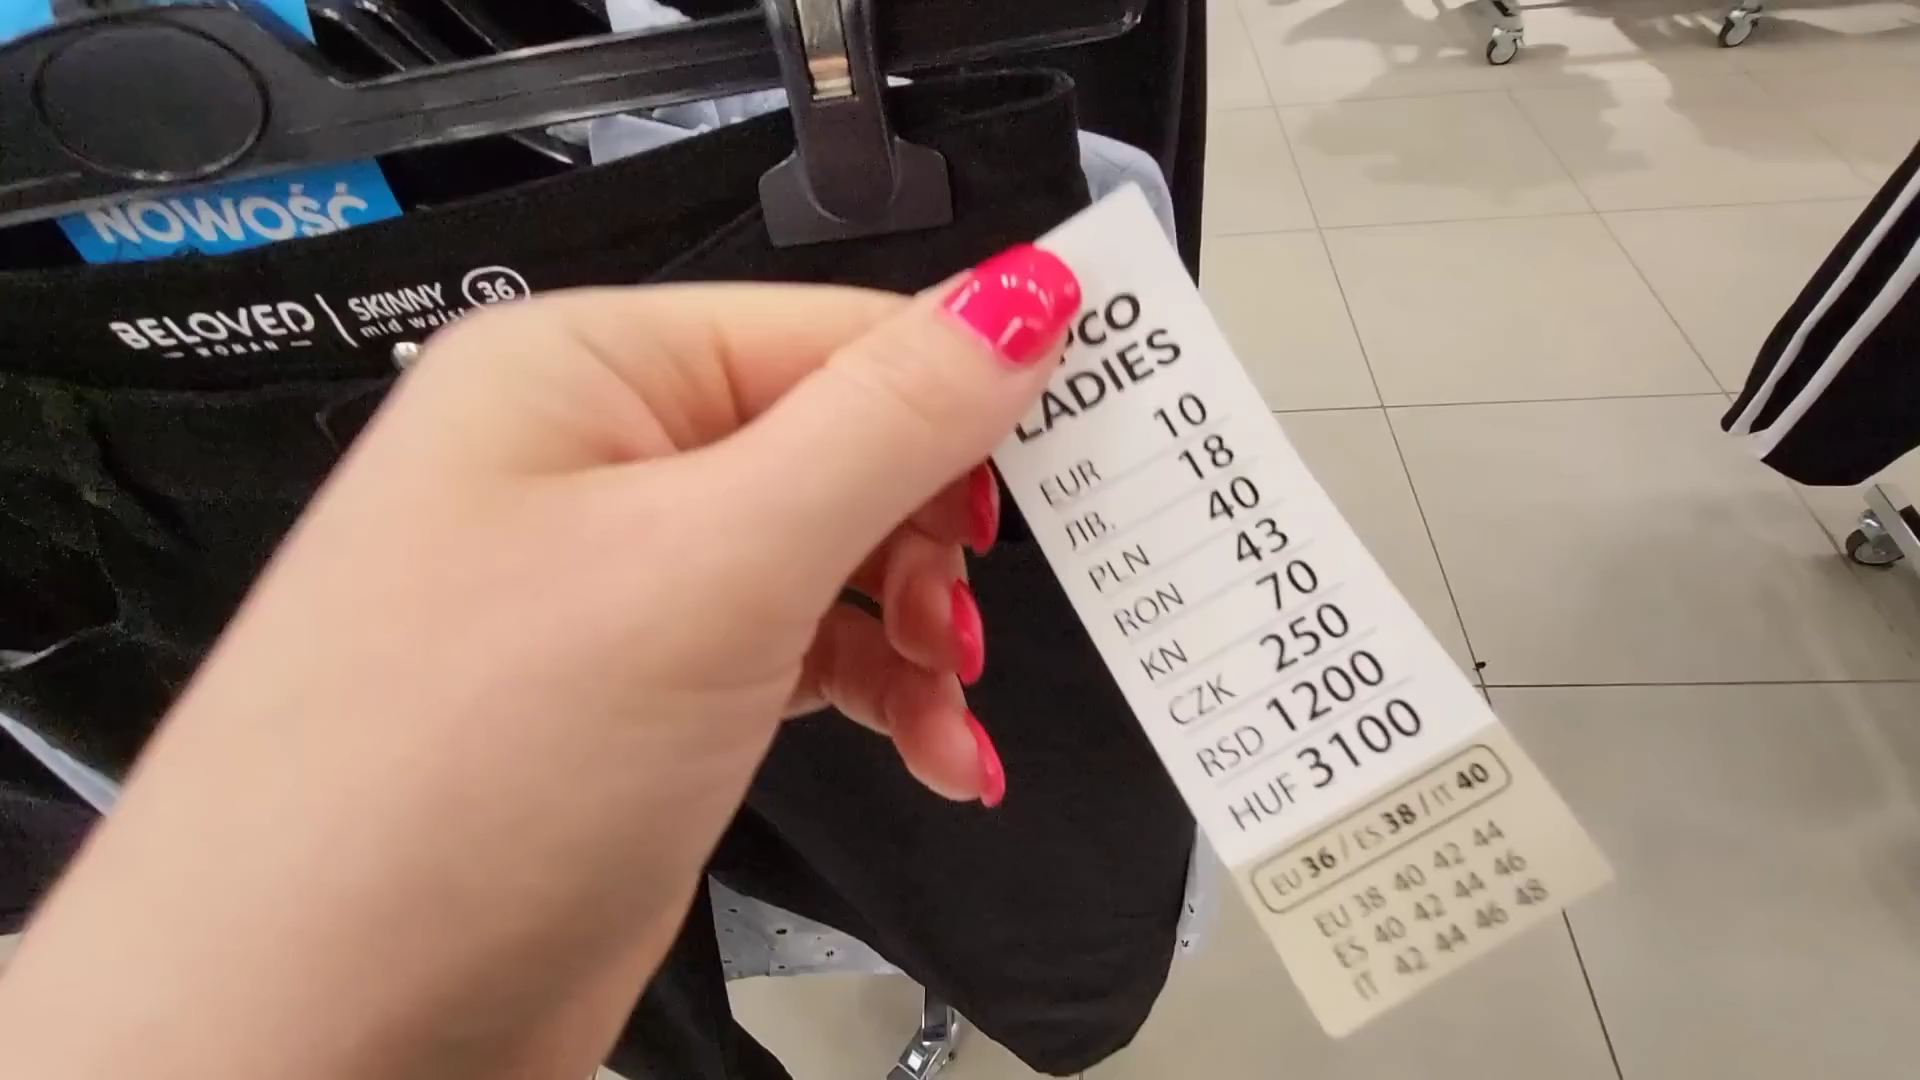 NOWOŚĆ
BELOVED
WOMAN
SKINNY
mid waist
36
PCO
LADIES
10
EUR 18
ЛВ. 40
PLN 43
RON 70
KN 250
CZK 1200
RSD 3100
HUF
EU 36 / ES 38 / IT 40
EU 38 40 42 44
ES 40 42 44 46
IT 42 44 46 48